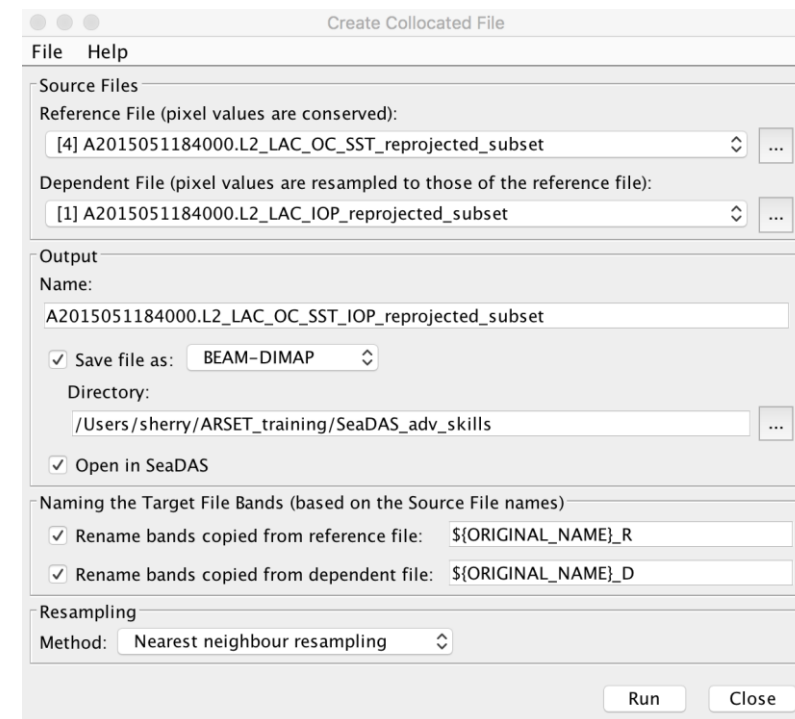 Create Collocated File
File Help
Source Files
Reference File (pixel values are conserved):
[4] A2015051184000.L2_LAC_OC_SST_reprojected_subset ...
Dependent File (pixel values are resampled to those of the reference file):
[1] A2015051184000.L2_LAC_IOP_reprojected_subset ...
Output
Name:
A2015051184000.L2_LAC_OC_SST_IOP_reprojected_subset
Save file as: BEAM-DIMAP
Directory:
/Users/sherry/ARSET_training/SeaDAS_adv_skills ...
Open in SeaDAS
Naming the Target File Bands (based on the Source File names)
Rename bands copied from reference file: ${ORIGINAL_NAME}_R
Rename bands copied from dependent file: ${ORIGINAL_NAME}_D
Resampling
Method: Nearest neighbour resampling
Run Close